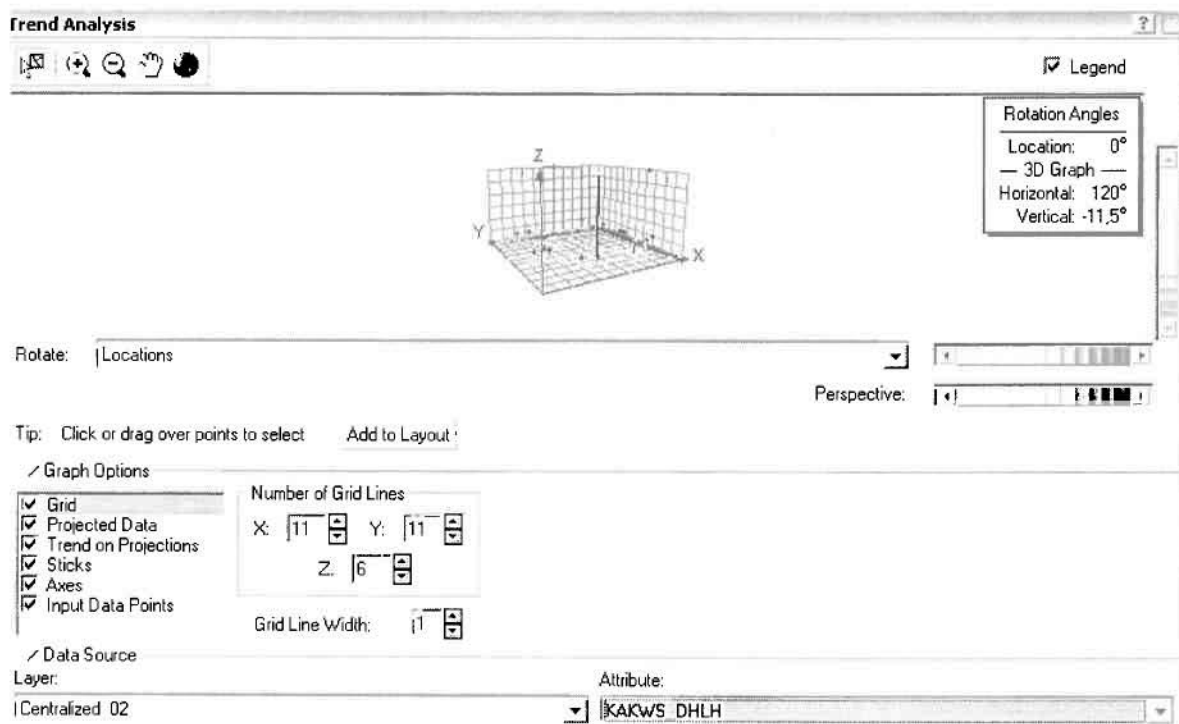 Trend Analysis
Legend
Rotation Angles
Location: 0°
3D Graph
Horizontal: 120°
Vertical: -11,5°
Z
Y
X
Rotate: Locations
Perspective:
Tip: Click or drag over points to select Add to Layout
Graph Options
Grid
Projected Data
Trend on Projections
Sticks
Axes
Input Data Points
Number of Grid Lines
X: 11 Y: 11
Z: 6
Grid Line Width: 1
Data Source
Layer: Attribute:
Centralized 02 KAKWS_DHLH